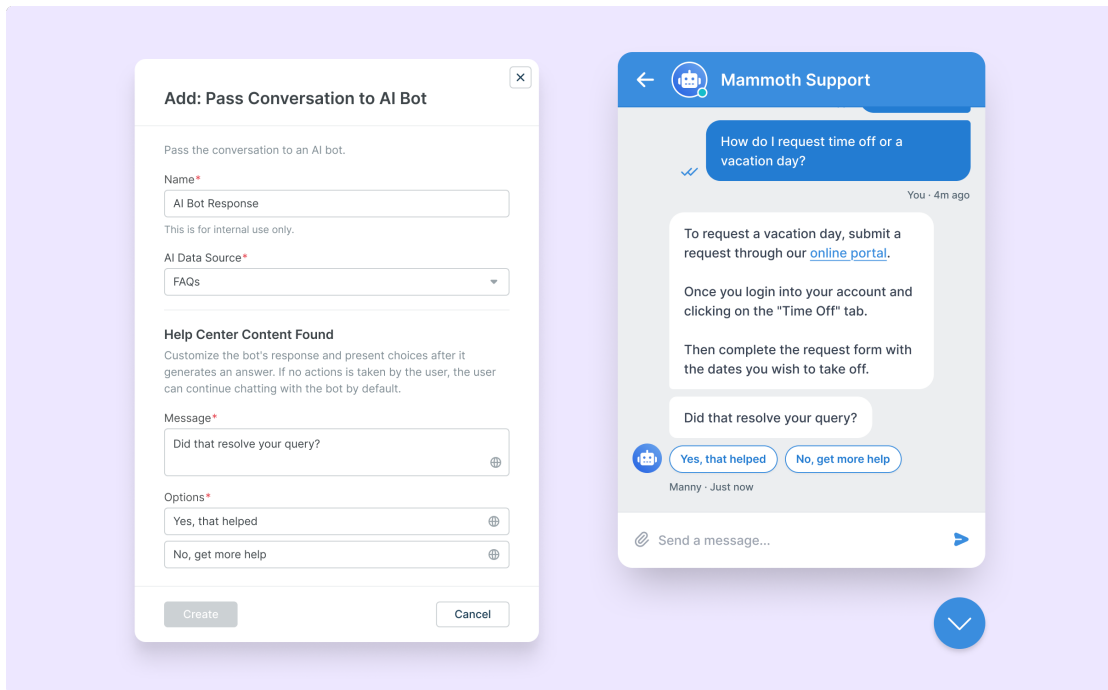 Add: Pass Conversation to AI Bot
Pass the conversation to an AI bot.
Name*
AI Bot Response
This is for internal use only.
AI Data Source*
FAQs
Help Center Content Found
Customize the bot's response and present choices after it
generates an answer. If no actions is taken by the user, the user
can continue chatting with the bot by default.
Message*
Did that resolve your query?
Options*
Yes, that helped
No, get more help
Create
Cancel
Mammoth Support
How do I request time off or a
vacation day?
You · 4m ago
To request a vacation day, submit a
request through our online portal.
Once you login into your account and
clicking on the "Time Off" tab.
Then complete the request form with
the dates you wish to take off.
Did that resolve your query?
Yes, that helped
No, get more help
Manny · Just now
Send a message...